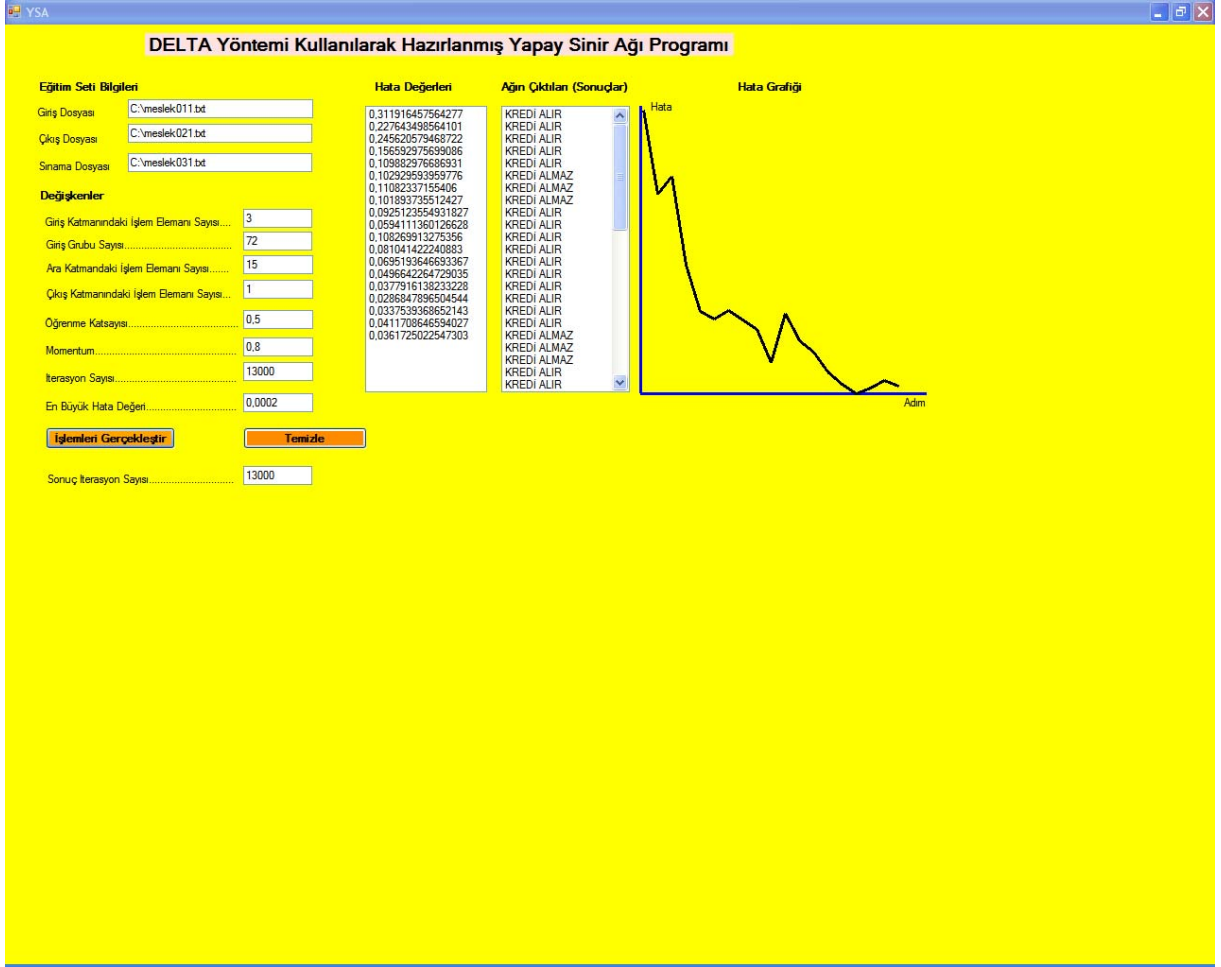 YSA
DELTA Yöntemi Kullanılarak Hazırlanmış Yapay Sinir Ağı Programı
Eğitim Seti Bilgileri
Giriş Dosyası C:\meslek011.txt
Çıkış Dosyası C:\meslek021.txt
Sınama Dosyası C:\meslek031.txt
Değişkenler
Giriş Katmanındaki İşlem Elemanı Sayısı.... 3
Giriş Grubu Sayısı..................................... 72
Ara Katmandaki İşlem Elemanı Sayısı....... 15
Çıkış Katmanındaki İşlem Elemanı Sayısı... 1
Öğrenme Katsayısı...................................... 0,5
Momentum................................................ 0,8
İterasyon Sayısı......................................... 13000
En Büyük Hata Değeri............................... 0,0002
İşlemleri Gerçekleştir
Temizle
Sonuç İterasyon Sayısı............................. 13000
Hata Değerleri
0,311916457564277
0,227643498564101
0,245620579468722
0,156592975699086
0,109882976686931
0,102929593959776
0,11082337155406
0,101893735512427
0,0925123554931827
0,0594111360126628
0,108269913275356
0,081041422240883
0,0695193646693367
0,0496642264729035
0,0377916138233228
0,0286847896504544
0,0337539368652143
0,0411708646594027
0,0361725022547303
Ağın Çıktıları (Sonuçlar)
KREDİ ALIR
KREDİ ALIR
KREDİ ALIR
KREDİ ALIR
KREDİ ALIR
KREDİ ALMAZ
KREDİ ALMAZ
KREDİ ALMAZ
KREDİ ALIR
KREDİ ALIR
KREDİ ALIR
KREDİ ALIR
KREDİ ALIR
KREDİ ALIR
KREDİ ALIR
KREDİ ALIR
KREDİ ALIR
KREDİ ALIR
KREDİ ALMAZ
KREDİ ALMAZ
KREDİ ALMAZ
KREDİ ALIR
KREDİ ALIR
Hata Grafiği
Hata
Adım